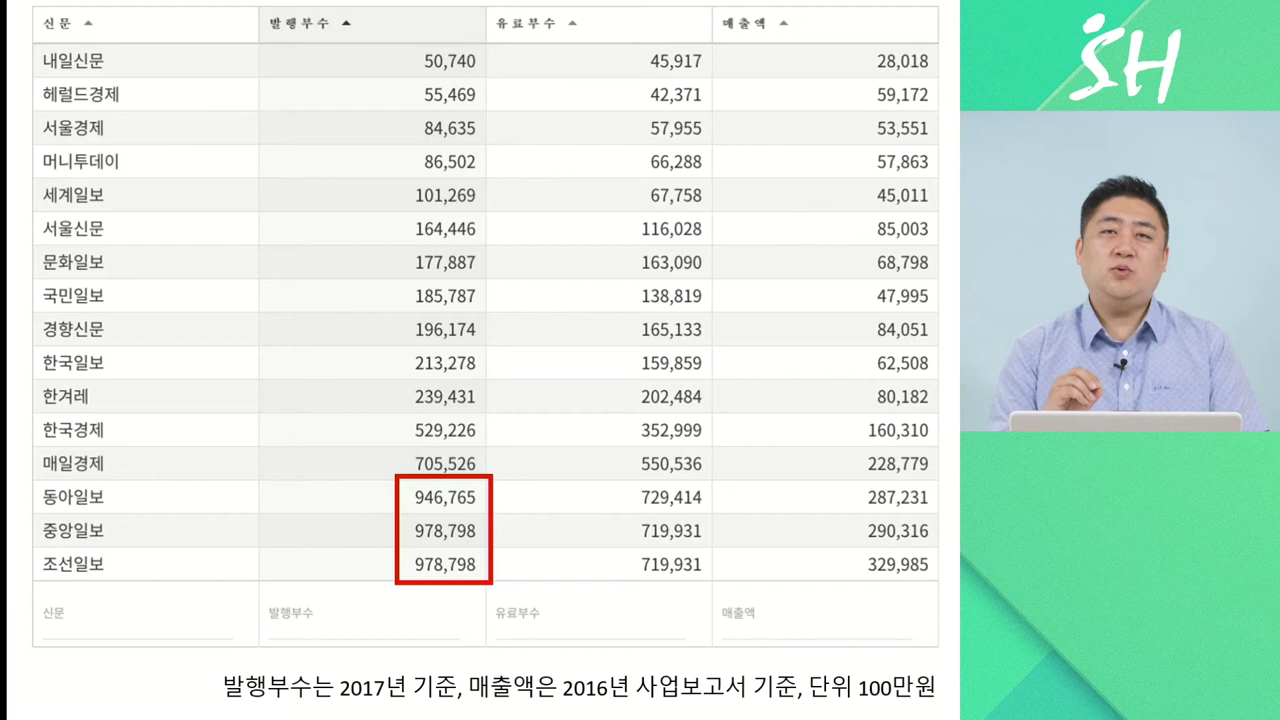 신문 발행부수 유료부수 매출액
내일신문 50,740 45,917 28,018
헤럴드경제 55,469 42,371 59,172
서울경제 84,635 57,955 53,551
머니투데이 86,502 66,288 57,863
세계일보 101,269 67,758 45,011
서울신문 164,446 116,028 85,003
문화일보 177,887 163,090 68,798
국민일보 185,787 138,819 47,995
경향신문 196,174 165,133 84,051
한국일보 213,278 159,859 62,508
한겨레 239,431 202,484 80,182
한국경제 529,226 352,999 160,310
매일경제 705,526 550,536 228,779
동아일보 946,765 729,414 287,231
중앙일보 978,798 719,931 290,316
조선일보 978,798 719,931 329,985
신문 발행부수 유료부수 매출액
발행부수는 2017년 기준, 매출액은 2016년 사업보고서 기준, 단위 100만원
SH